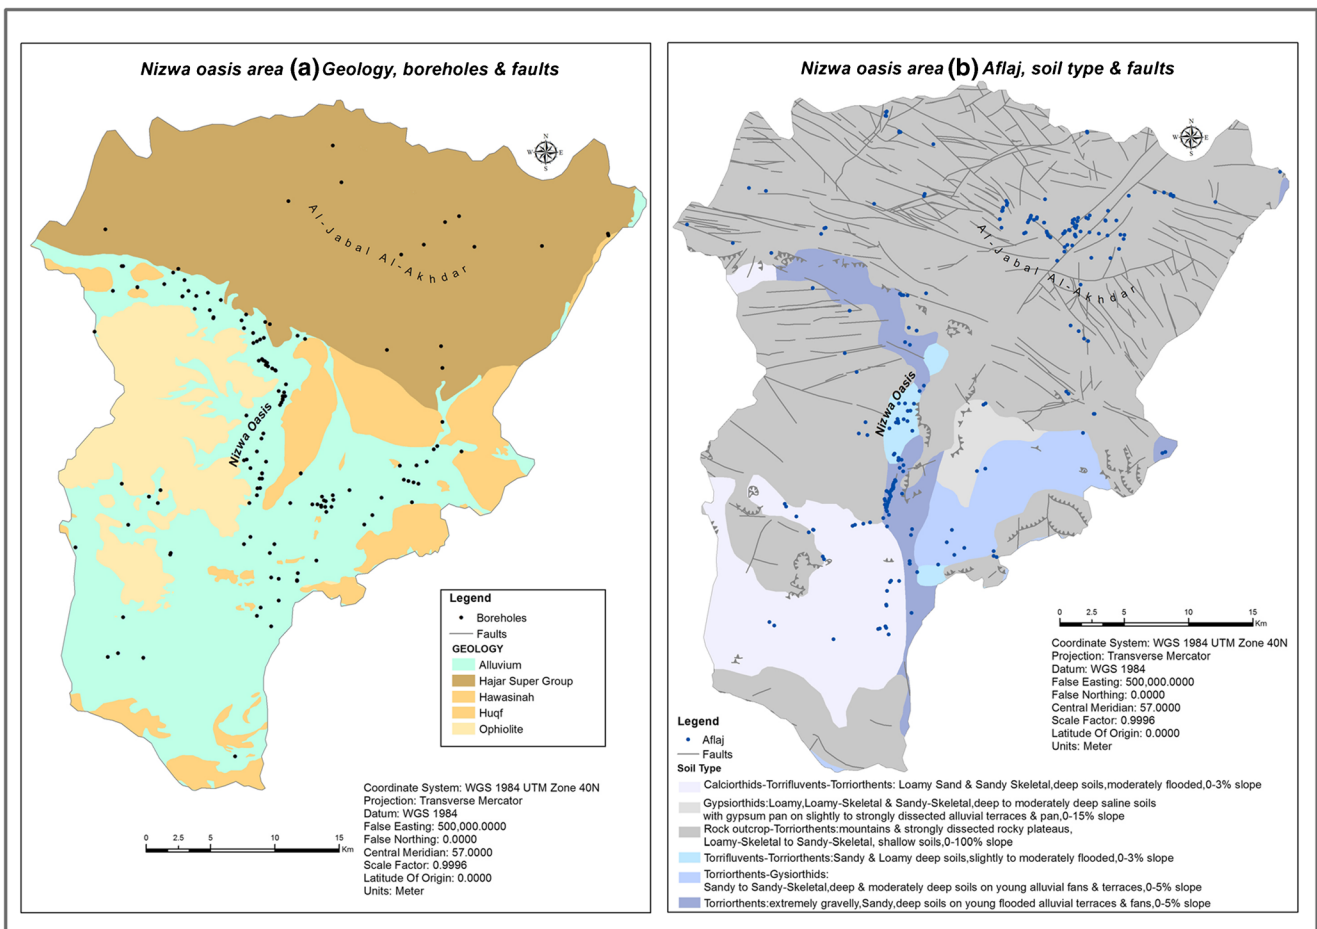 Nizwa oasis area (a) Geology, boreholes & faults
N
W E
S
Al-Jabal Al-Akhdar
Nizwa Oasis
Legend
Boreholes
Faults
GEOLOGY
Alluvium
Hajar Super Group
Hawasinah
Huqf
Ophiolite
Coordinate System: WGS 1984 UTM Zone 40N
Projection: Transverse Mercator
Datum: WGS 1984
False Easting: 500,000.0000
False Northing: 0.0000
Central Meridian: 57.0000
Scale Factor: 0.9996
Latitude Of Origin: 0.0000
Units: Meter
0 2.5 5 10 15
Km
Nizwa oasis area (b) Aflaj, soil type & faults
N
W E
S
Al-Jabal Al-Akhdar
Nizwa Oasis
0 2.5 5 10 15
Km
Coordinate System: WGS 1984 UTM Zone 40N
Projection: Transverse Mercator
Datum: WGS 1984
False Easting: 500,000.0000
False Northing: 0.0000
Central Meridian: 57.0000
Scale Factor: 0.9996
Latitude Of Origin: 0.0000
Units: Meter
Legend
Aflaj
Faults
Soil Type
Calciorthids-Torrifluvents-Torriorthents: Loamy Sand & Sandy Skeletal,deep soils,moderately flooded,0-3% slope
Gypsiorthids:Loamy,Loamy-Skeletal & Sandy-Skeletal,deep to moderately deep saline soils
with gypsum pan on slightly to strongly dissected alluvial terraces & pan,0-15% slope
Rock outcrop-Torriorthents:mountains & strongly dissected rocky plateaus,
Loamy-Skeletal to Sandy-Skeletal, shallow soils,0-100% slope
Torrifluvents-Torriorthents:Sandy & Loamy deep soils,slightly to moderately flooded,0-3% slope
Torriorthents-Gysiorthids:
Sandy to Sandy-Skeletal,deep & moderately deep soils on young alluvial fans & terraces,0-5% slope
Torriorthents:extremely gravelly,Sandy,deep soils on young flooded alluvial terraces & fans,0-5% slope